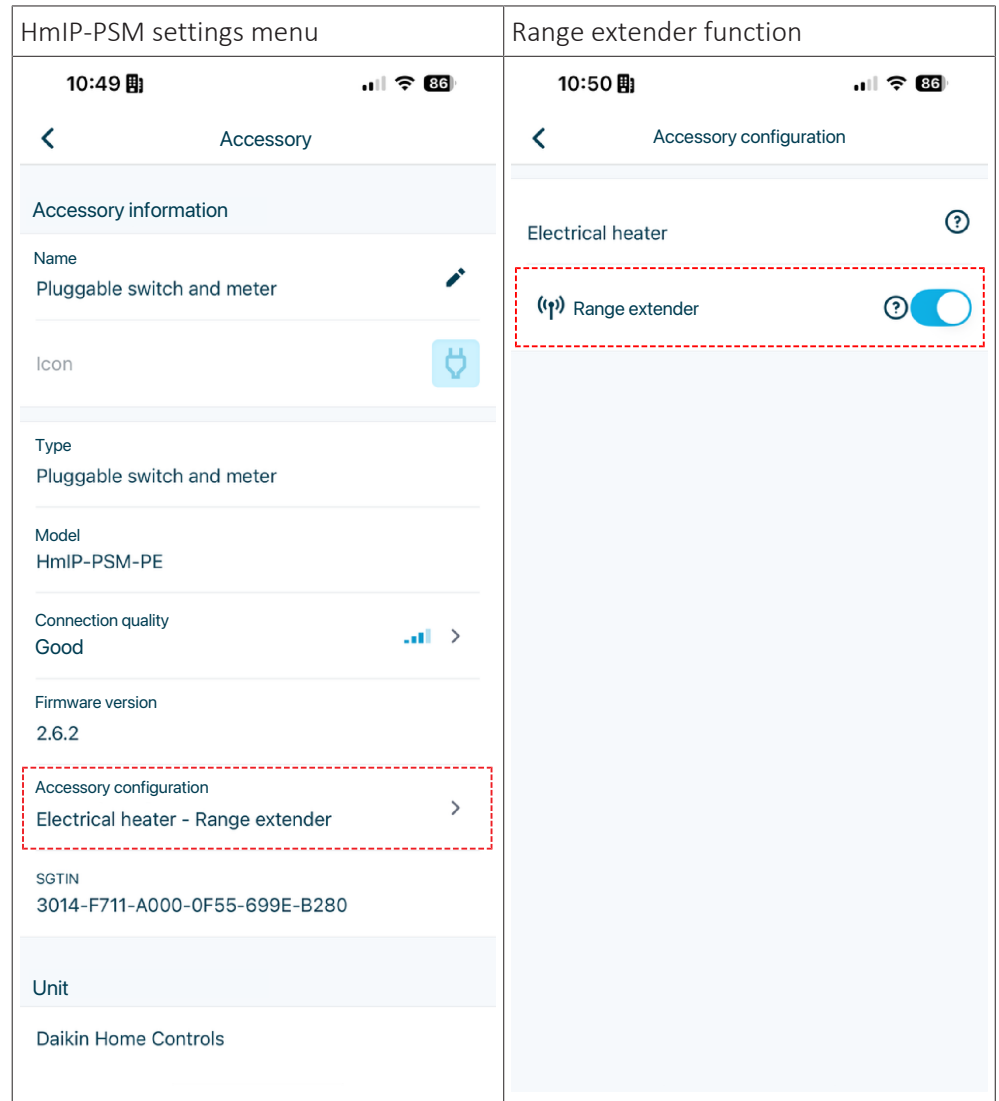 HmIP-PSM settings menu
10:49
86
Accessory
Accessory information
Name
Pluggable switch and meter
Icon
Type
Pluggable switch and meter
Model
HmIP-PSM-PE
Connection quality
Good
Firmware version
2.6.2
Accessory configuration
Electrical heater - Range extender
SGTIN
3014-F711-A000-0F55-699E-B280
Unit
Daikin Home Controls
Range extender function
10:50
86
Accessory configuration
Electrical heater
?
Range extender
?